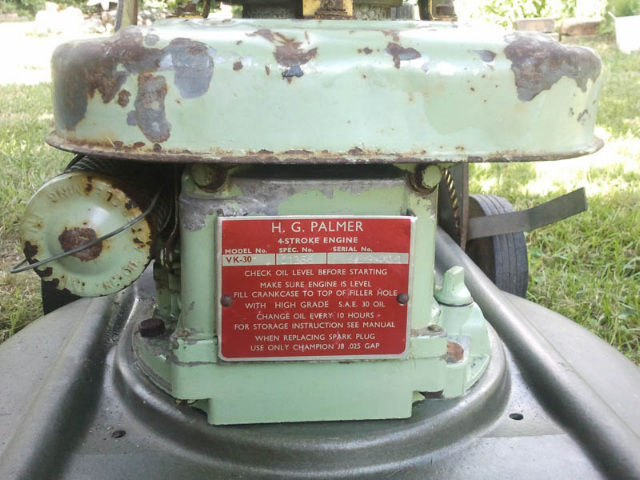 H. G. PALMER
4-STROKE ENGINE
MODEL No. SPEC. No. SERIAL No.
VK-30
CHECK OIL LEVEL BEFORE STARTING
MAKE SURE ENGINE IS LEVEL
FILL CRANKCASE TO TOP OF FILLER HOLE
WITH HIGH GRADE S.A.E. 30 OIL
CHANGE OIL EVERY 10 HOURS
FOR STORAGE INSTRUCTION SEE MANUAL
WHEN REPLACING SPARK PLUG
USE ONLY CHAMPION J8 .025 GAP